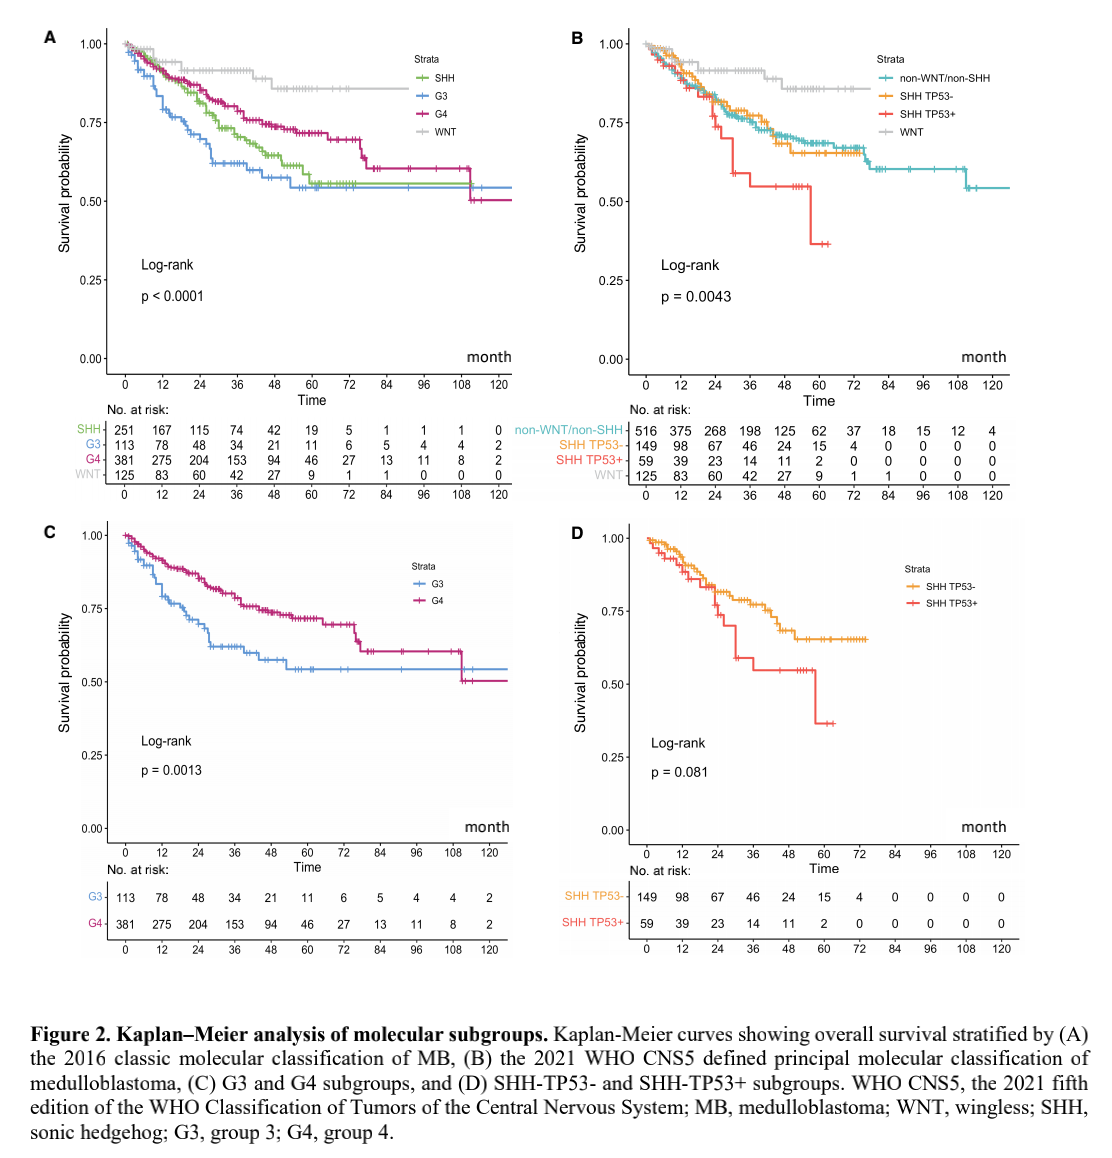 A
Survival probability
1.00
0.75
0.50
0.25
0.00
Strata
SHH
G3
G4
WNT
Log-rank
p < 0.0001
month
0 12 24 36 48 60 72 84 96 108 120
Time
No. at risk:
SHH 251 167 115 74 42 19 5 1 1 1 0
G3 113 78 48 34 21 11 6 5 4 4 2
G4 381 275 204 153 94 46 27 13 11 8 2
WNT 125 83 60 42 27 9 1 1 0 0 0
0 12 24 36 48 60 72 84 96 108 120
B
Survival probability
1.00
0.75
0.50
0.25
0.00
Strata
non-WNT/non-SHH
SHH TP53-
SHH TP53+
WNT
Log-rank
p = 0.0043
month
0 12 24 36 48 60 72 84 96 108 120
Time
No. at risk:
non-WNT/non-SHH 516 375 268 198 125 62 37 18 15 12 4
SHH TP53- 149 98 67 46 24 15 4 0 0 0 0
SHH TP53+ 59 39 23 14 11 2 0 0 0 0 0
WNT 125 83 60 42 27 9 1 1 0 0 0
0 12 24 36 48 60 72 84 96 108 120
C
Survival probability
1.00
0.75
0.50
0.25
0.00
Strata
G3
G4
Log-rank
p = 0.0013
month
0 12 24 36 48 60 72 84 96 108 120
Time
No. at risk:
G3 113 78 48 34 21 11 6 5 4 4 2
G4 381 275 204 153 94 46 27 13 11 8 2
0 12 24 36 48 60 72 84 96 108 120
D
Survival probability
1.00
0.75
0.50
0.25
0.00
Strata
SHH TP53-
SHH TP53+
Log-rank
p = 0.081
month
0 12 24 36 48 60 72 84 96 108 120
Time
No. at risk:
SHH TP53- 149 98 67 46 24 15 4 0 0 0 0
SHH TP53+ 59 39 23 14 11 2 0 0 0 0 0
0 12 24 36 48 60 72 84 96 108 120
Figure 2. Kaplan–Meier analysis of molecular subgroups. Kaplan-Meier curves showing overall survival stratified by (A)
the 2016 classic molecular classification of MB, (B) the 2021 WHO CNS5 defined principal molecular classification of
medulloblastoma, (C) G3 and G4 subgroups, and (D) SHH-TP53- and SHH-TP53+ subgroups. WHO CNS5, the 2021 fifth
edition of the WHO Classification of Tumors of the Central Nervous System; MB, medulloblastoma; WNT, wingless; SHH,
sonic hedgehog; G3, group 3; G4, group 4.